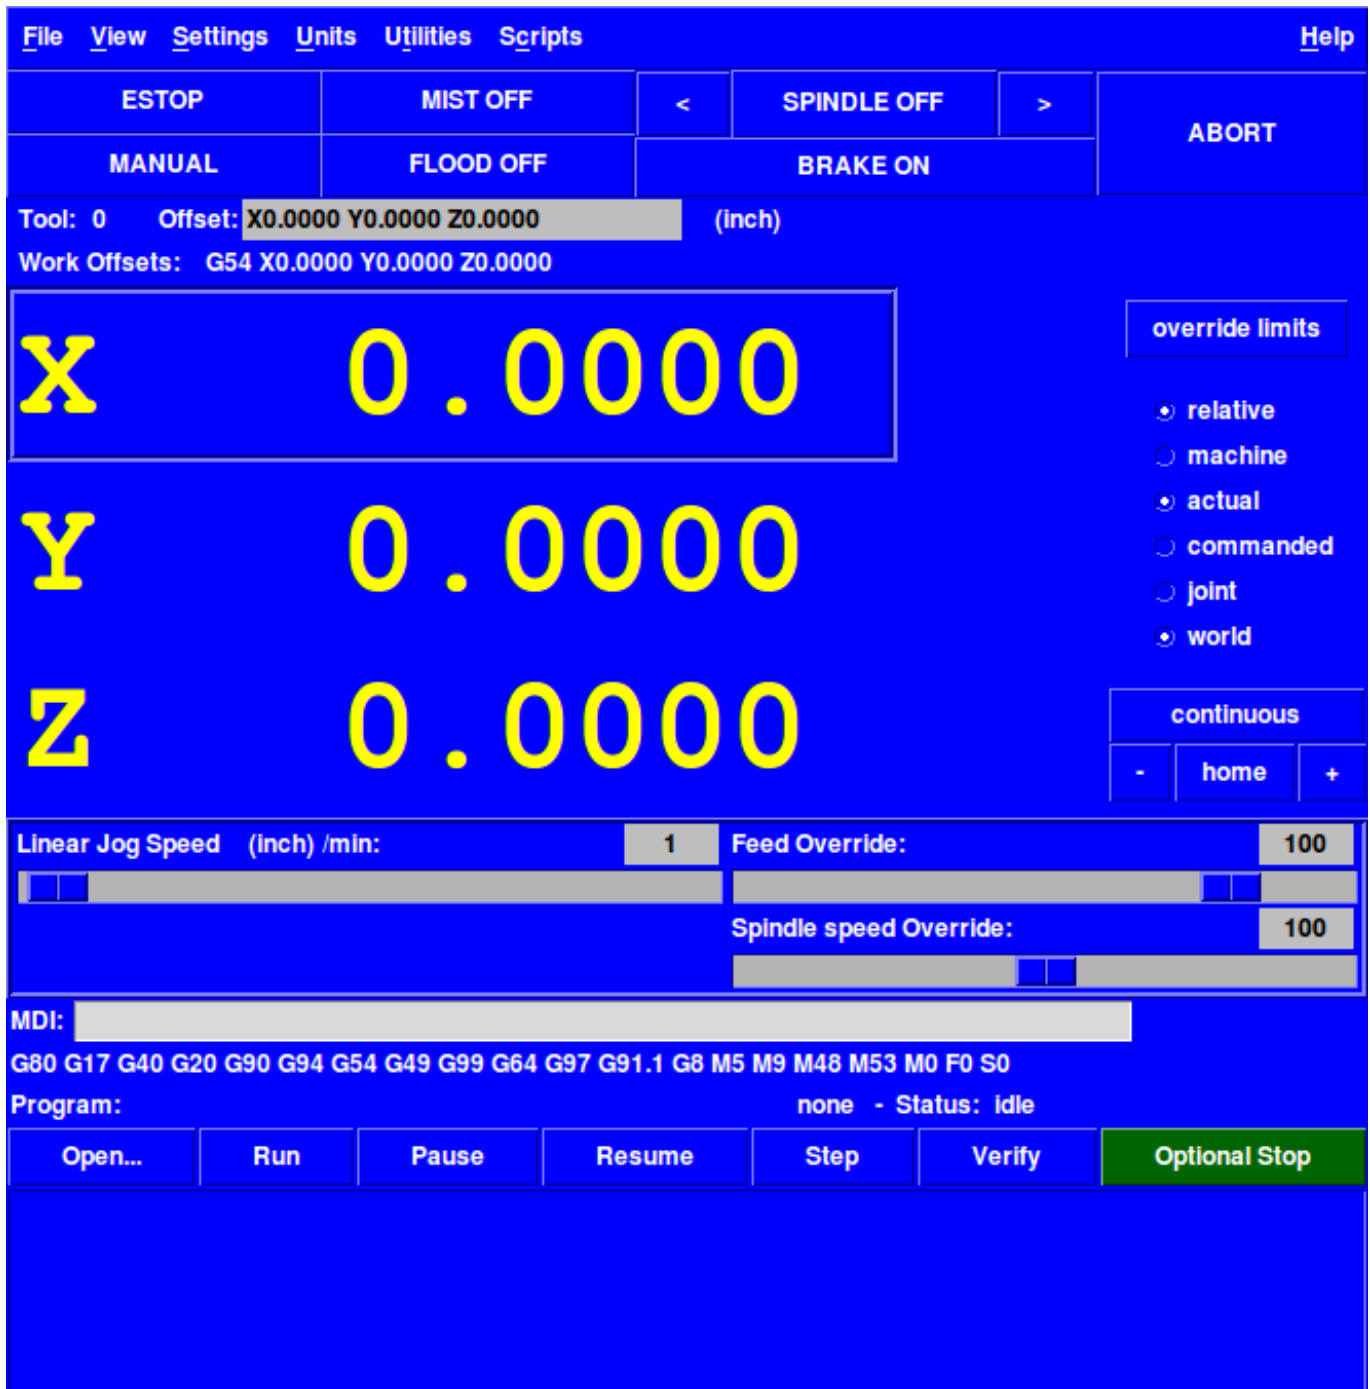 File View Settings Units Utilities Scripts Help
ESTOP MIST OFF < SPINDLE OFF > ABORT
MANUAL FLOOD OFF BRAKE ON
Tool: 0 Offset: X0.0000 Y0.0000 Z0.0000 (inch)
Work Offsets: G54 X0.0000 Y0.0000 Z0.0000
X 0.0000
Y 0.0000
Z 0.0000
override limits
relative
machine
actual
commanded
joint
world
continuous
- home +
Linear Jog Speed (inch) /min: 1 Feed Override: 100
Spindle speed Override: 100
MDI:
G80 G17 G40 G20 G90 G94 G54 G49 G99 G64 G97 G91.1 G8 M5 M9 M48 M53 M0 F0 S0
Program: none - Status: idle
Open... Run Pause Resume Step Verify Optional Stop